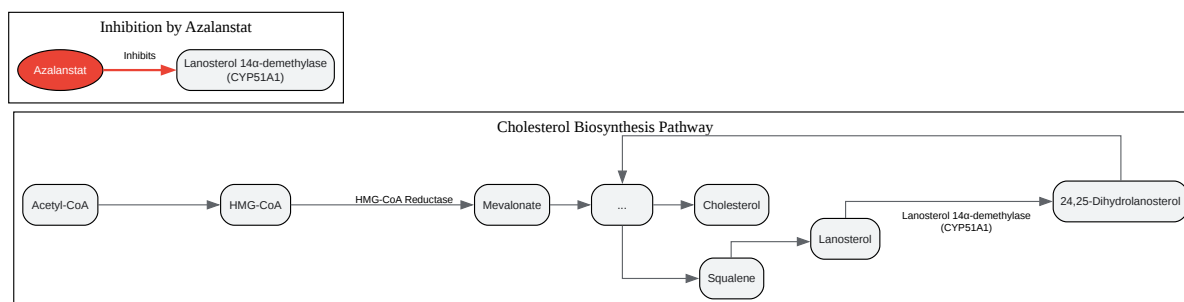 Inhibition by Azalanstat
Azalanstat
Inhibits
Lanosterol 14α-demethylase
(CYP51A1)
Cholesterol Biosynthesis Pathway
Acetyl-CoA
HMG-CoA
HMG-CoA Reductase
Mevalonate
...
Cholesterol
Squalene
Lanosterol
Lanosterol 14α-demethylase
(CYP51A1)
24,25-Dihydrolanosterol